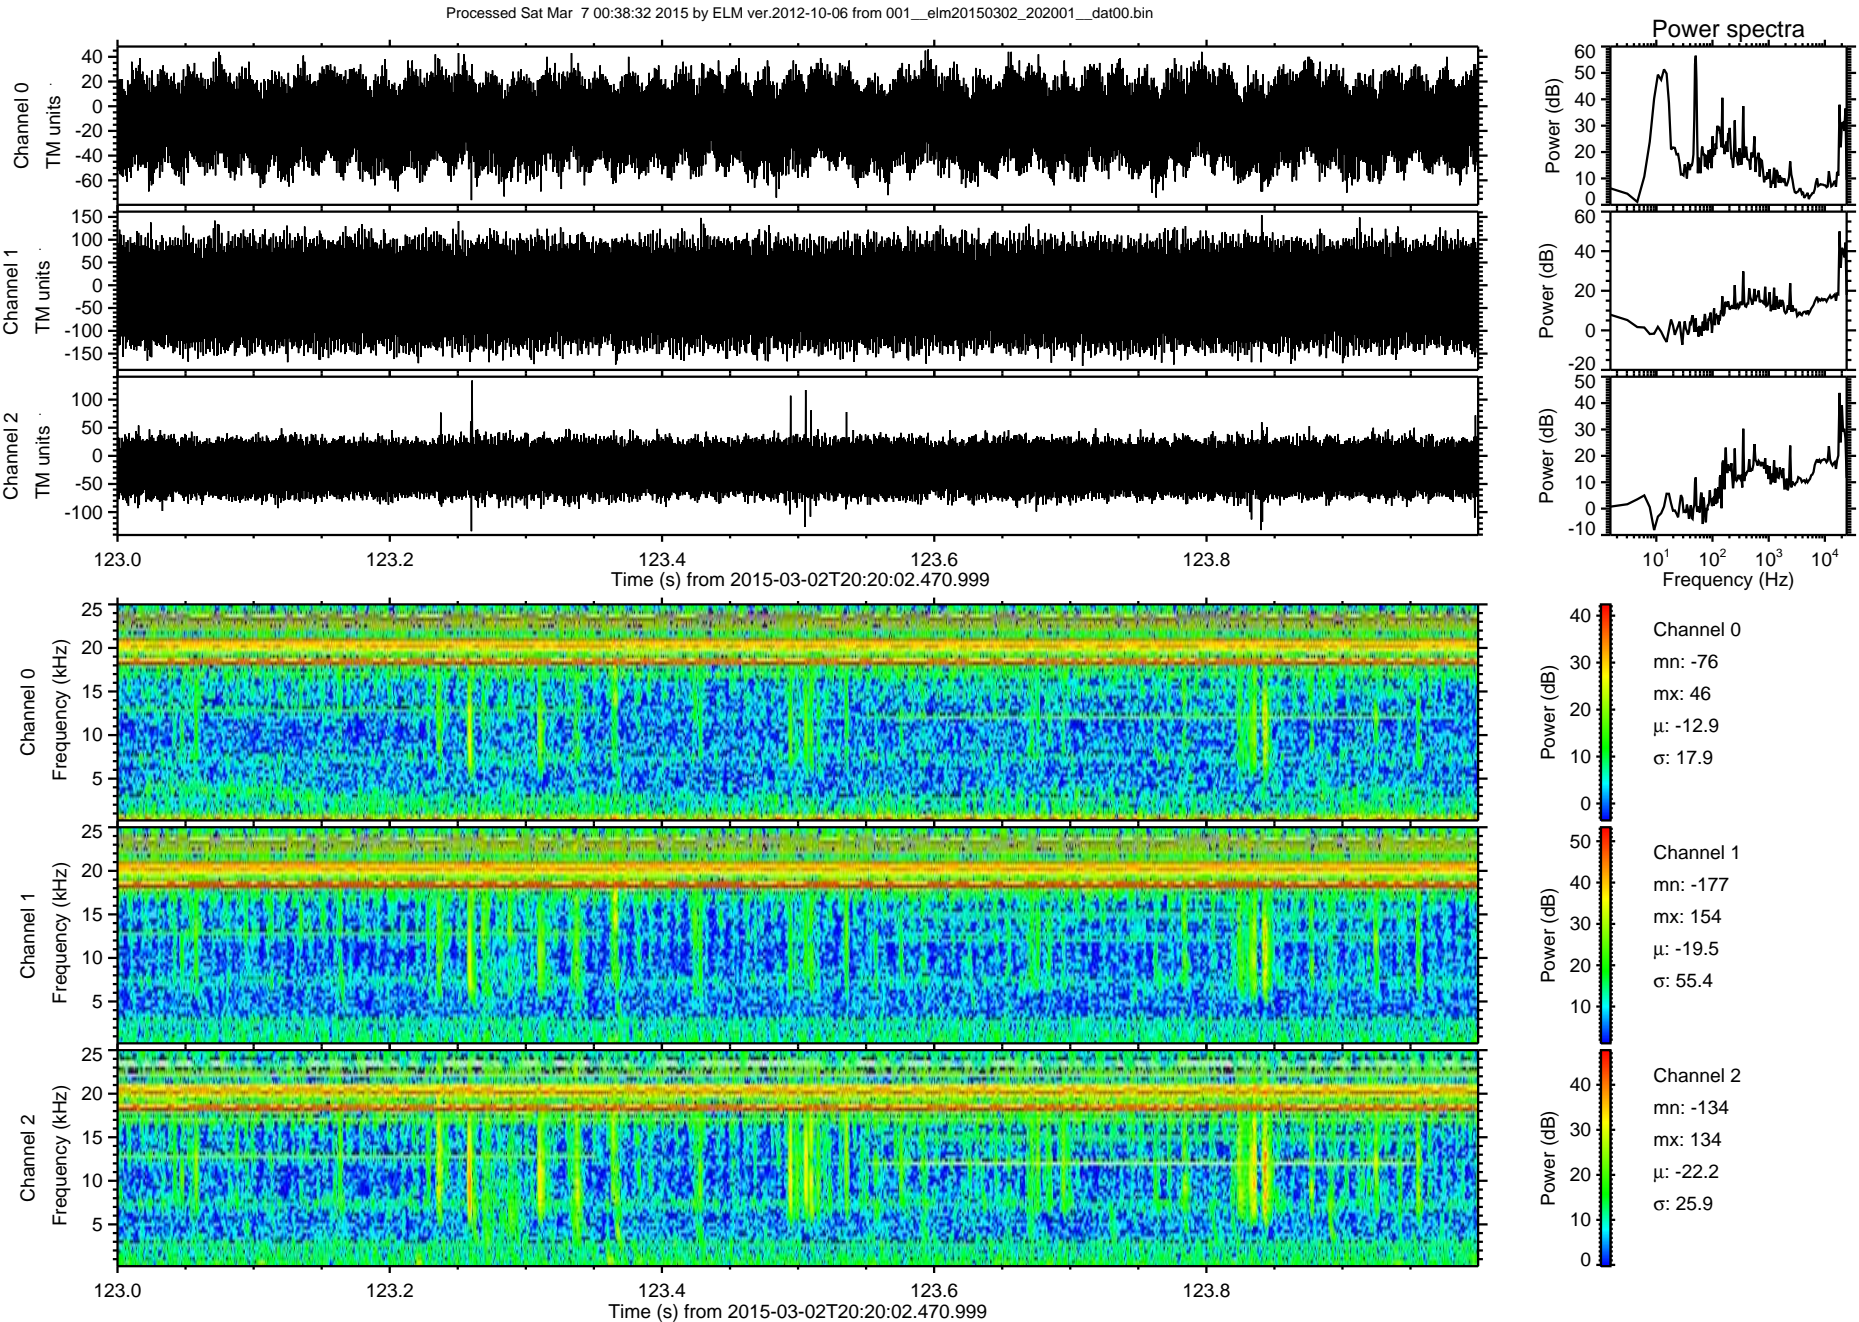 Processed Sat Mar  7 00:38:32 2015 by ELM ver.2012-10-06 from 001__elm20150302_202001__dat00.bin
Power spectra
Channel 0
TM units
40
20
0
-20
-40
-60
Power (dB)
60
50
40
30
20
10
0
Channel 1
TM units
150
100
50
0
-50
-100
-150
Power (dB)
60
40
20
0
-20
Channel 2
TM units
100
50
0
-50
-100
Power (dB)
50
40
30
20
10
0
-10
123.0 123.2 123.4 123.6 123.8
Time (s) from 2015-03-02T20:20:02.470.999
10^1 10^2 10^3 10^4
Frequency (Hz)
Channel 0
Frequency (kHz)
25
20
15
10
5
Power (dB)
40
30
20
10
0
Channel 0
mn: -76
mx: 46
μ: -12.9
σ: 17.9
Channel 1
Frequency (kHz)
25
20
15
10
5
Power (dB)
50
40
30
20
10
Channel 1
mn: -177
mx: 154
μ: -19.5
σ: 55.4
Channel 2
Frequency (kHz)
25
20
15
10
5
Power (dB)
40
30
20
10
0
Channel 2
mn: -134
mx: 134
μ: -22.2
σ: 25.9
123.0 123.2 123.4 123.6 123.8
Time (s) from 2015-03-02T20:20:02.470.999